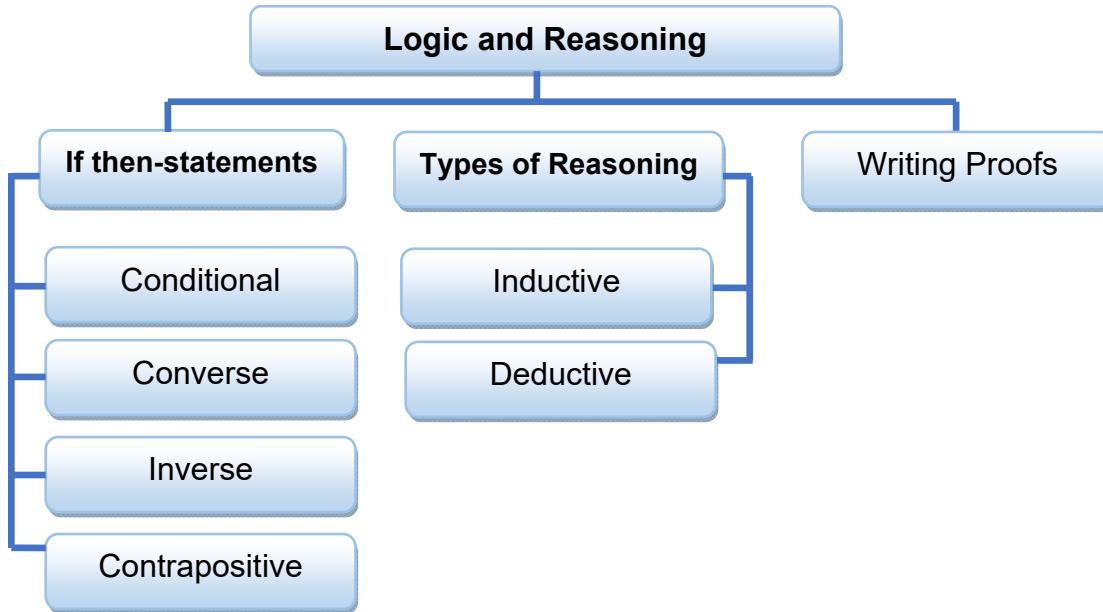 Logic and Reasoning
If then-statements
Types of Reasoning
Writing Proofs
Conditional
Inductive
Converse
Deductive
Inverse
Contrapositive